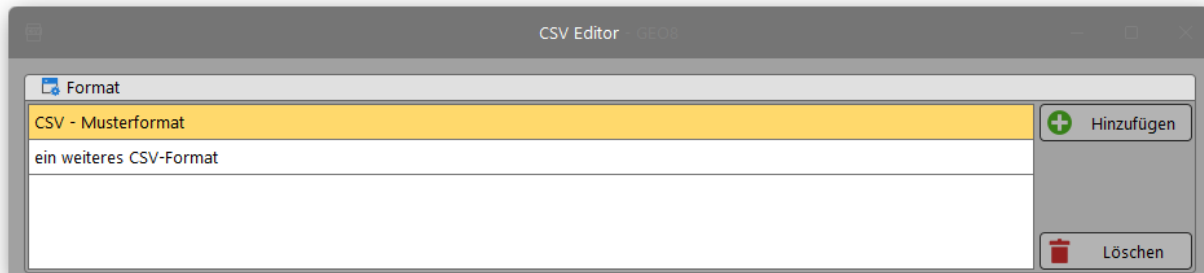 CSV Editor - GEO8
Format
CSV - Musterformat
Hinzufügen
ein weiteres CSV-Format
Löschen